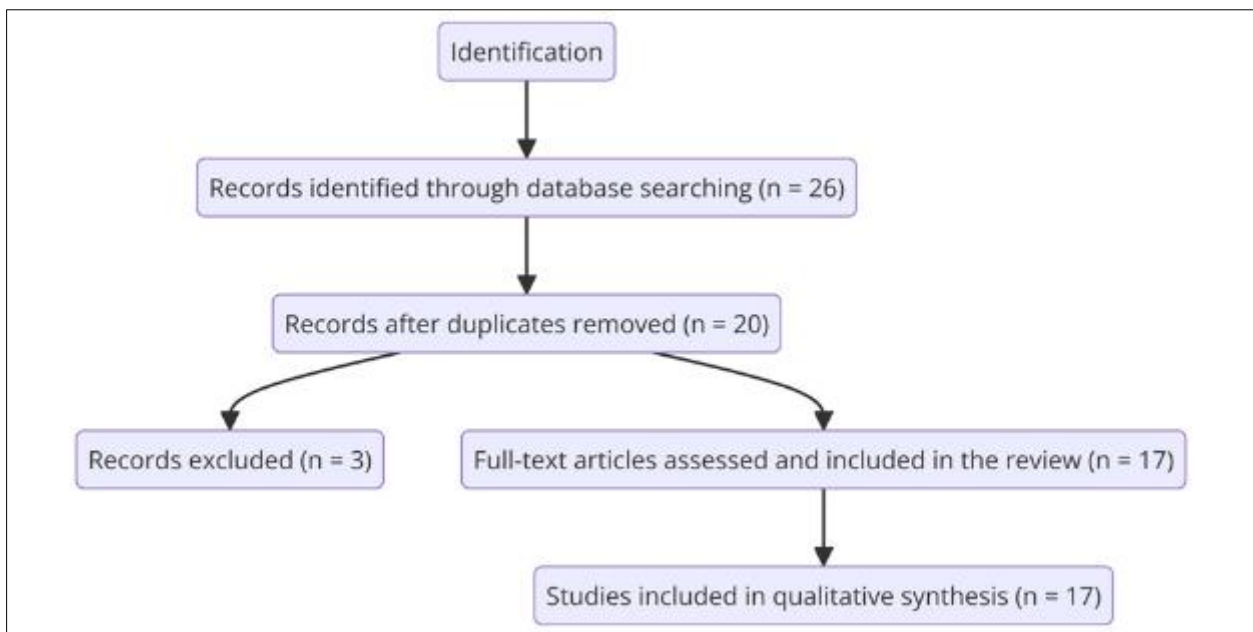 Identification
Records identified through database searching (n = 26)
Records after duplicates removed (n = 20)
Records excluded (n = 3)
Full-text articles assessed and included in the review (n = 17)
Studies included in qualitative synthesis (n = 17)